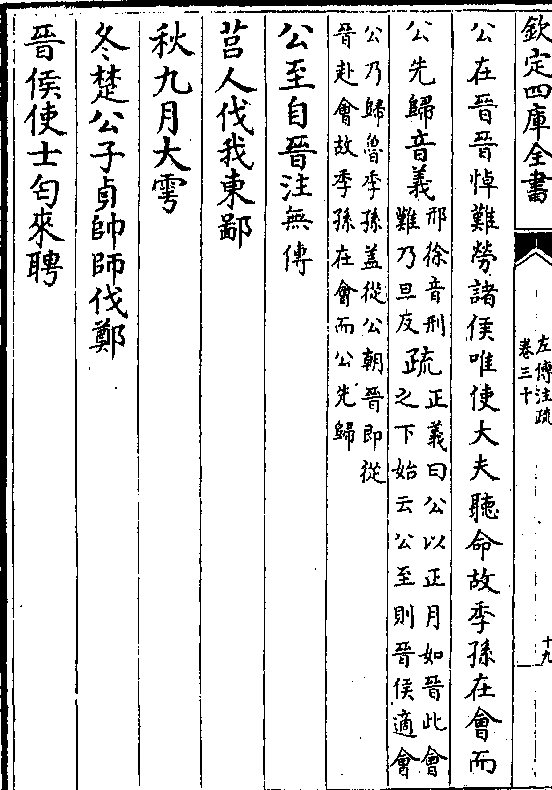 欽定四庫全書
左傳注疏
卷三十
十九
公在晉晉悼難勞諸侯唯使大夫聽命故季孫在會而
公先歸音義
邢徐音刑
難乃旦反
疏
正義曰公以正月如晉此會
之下始云公至則晉侯適會
公乃歸魯季孫蓋從公朝晉即從
晉赴會故季孫在會而公先歸
公至自晉注無傳
莒人伐我東鄙
秋九月大雩
冬楚公子貞帥師伐鄭
晉侯使士匄來聘